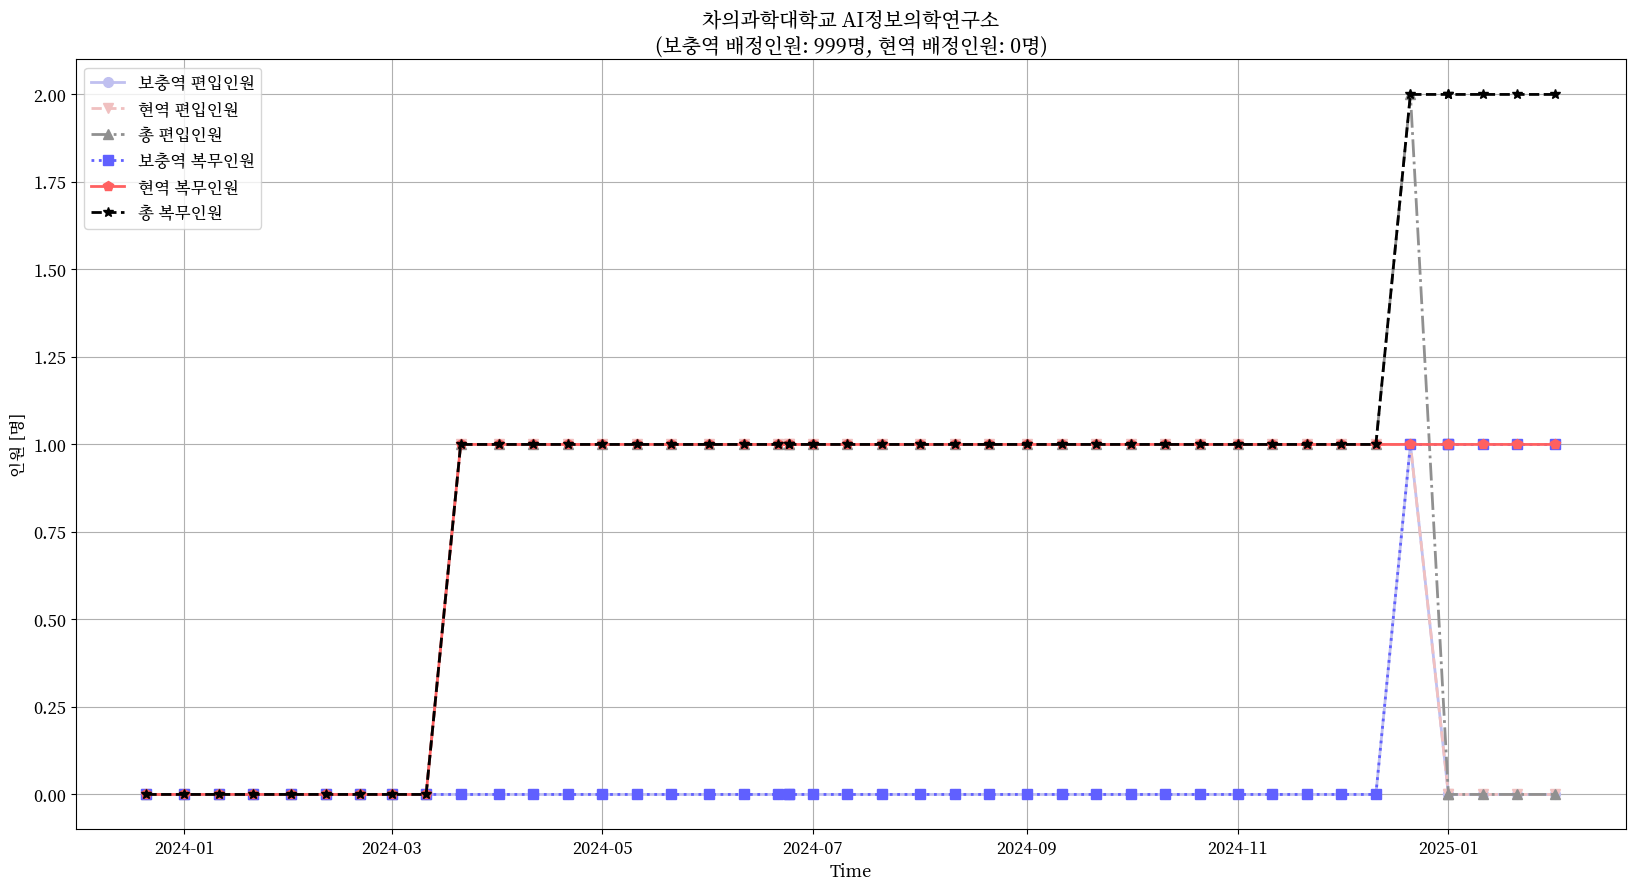 차의과학대학교 AI정보의학연구소
(보충역 배정인원: 999명, 현역 배정인원: 0명)
보충역 편입인원
현역 편입인원
총 편입인원
보충역 복무인원
현역 복무인원
총 복무인원
인원 [명]
2.00
1.75
1.50
1.25
1.00
0.75
0.50
0.25
0.00
2024-01 2024-03 2024-05 2024-07 2024-09 2024-11 2025-01
Time